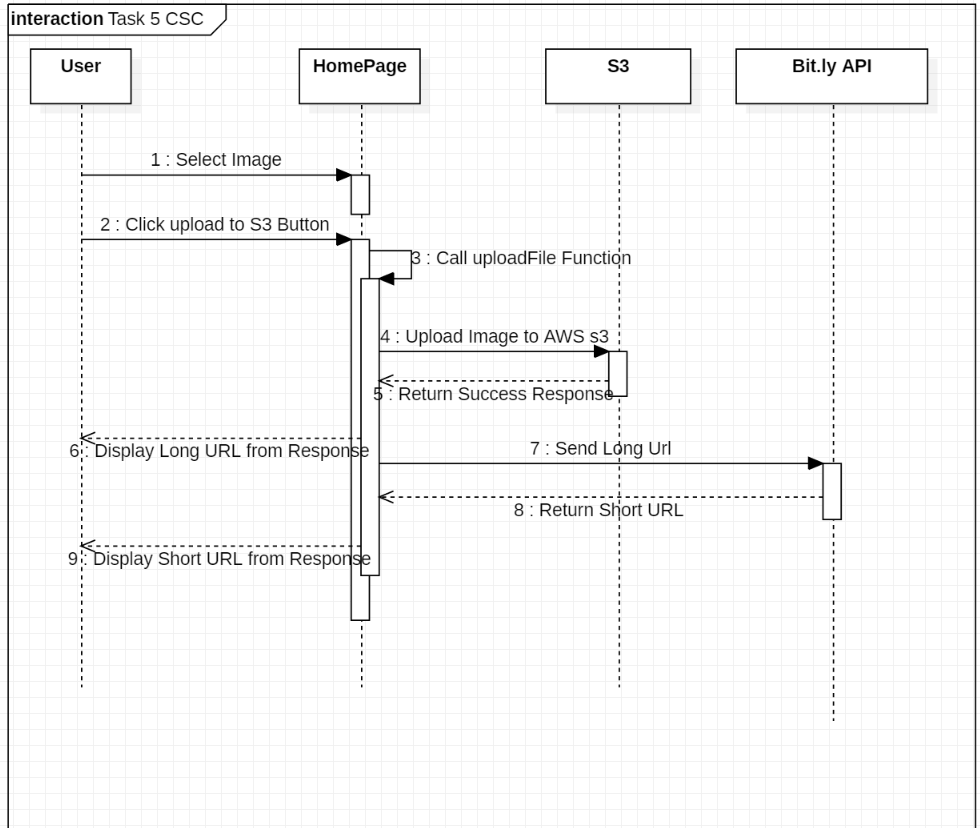 interaction Task 5 CSC
User
HomePage
S3
Bit.ly API
1 : Select Image
2 : Click upload to S3 Button
3 : Call uploadFile Function
4 : Upload Image to AWS s3
5 : Return Success Response
6 : Display Long URL from Response
7 : Send Long Url
8 : Return Short URL
9 : Display Short URL from Response